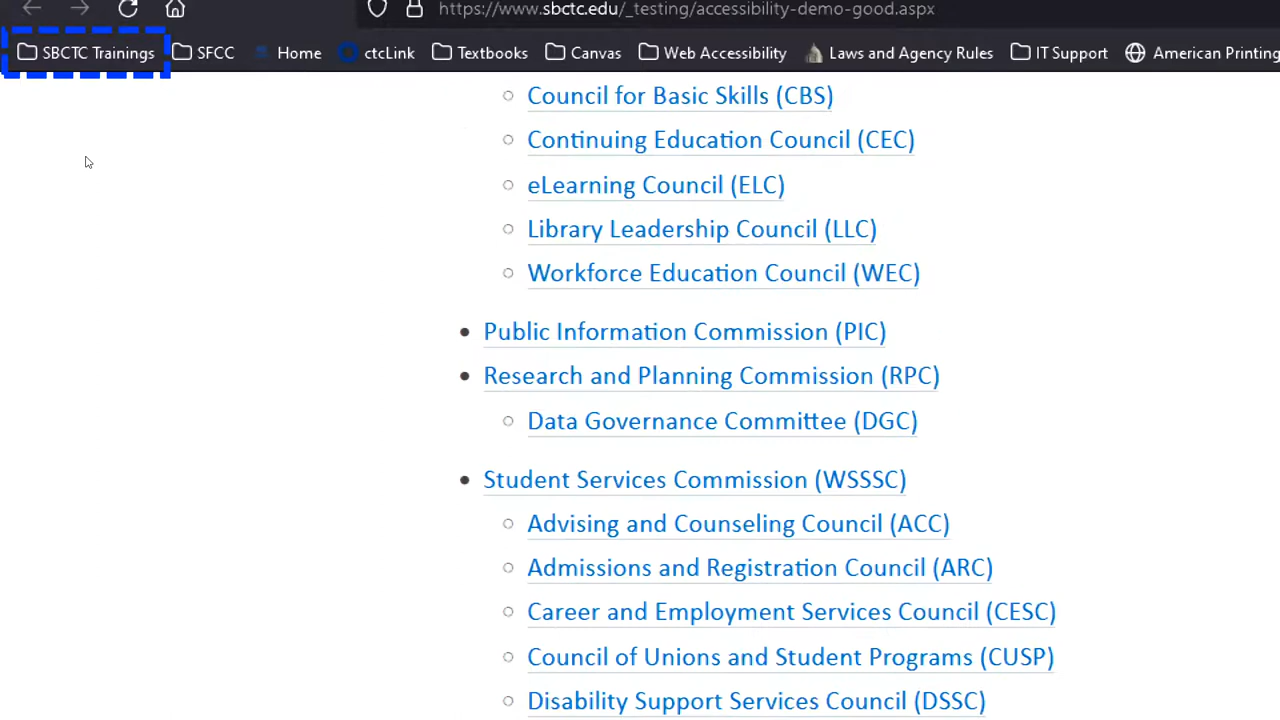 https://www.sbctc.edu/_testing/accessibility-demo-good.aspx
SBCTC Trainings SFCC Home ctcLink Textbooks Canvas Web Accessibility Laws and Agency Rules IT Support American Printing
Council for Basic Skills (CBS)
Continuing Education Council (CEC)
eLearning Council (ELC)
Library Leadership Council (LLC)
Workforce Education Council (WEC)
Public Information Commission (PIC)
Research and Planning Commission (RPC)
Data Governance Committee (DGC)
Student Services Commission (WSSSC)
Advising and Counseling Council (ACC)
Admissions and Registration Council (ARC)
Career and Employment Services Council (CESC)
Council of Unions and Student Programs (CUSP)
Disability Support Services Council (DSSC)